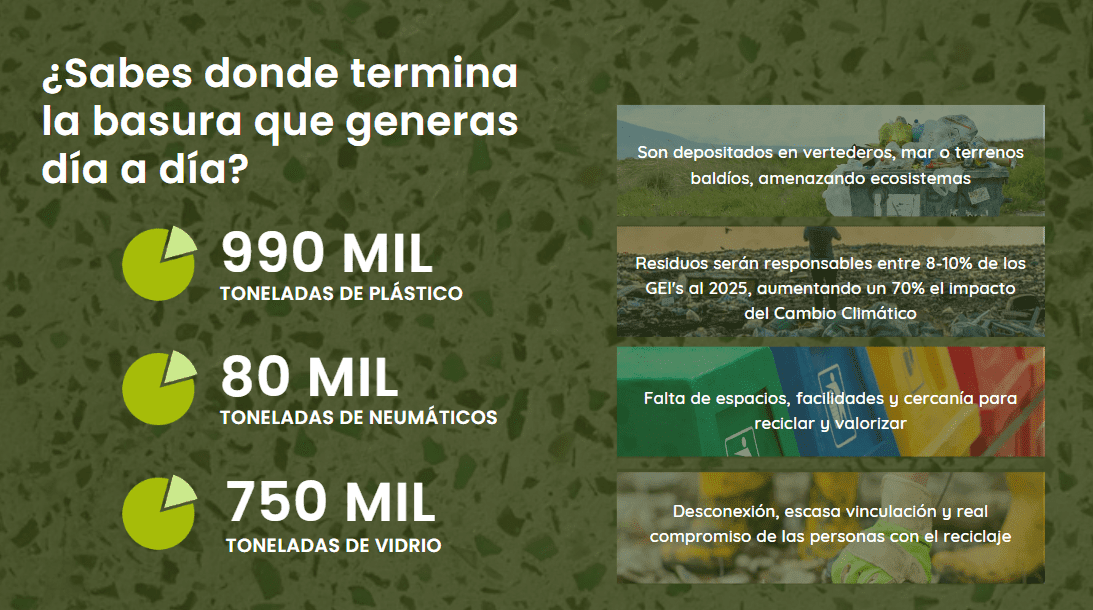 ¿Sabes donde termina
la basura que generas
día a día?
990 MIL
TONELADAS DE PLÁSTICO
80 MIL
TONELADAS DE NEUMÁTICOS
750 MIL
TONELADAS DE VIDRIO
Son depositados en vertederos, mar o terrenos
baldíos, amenazando ecosistemas
Residuos serán responsables entre 8-10% de los
GEI's al 2025, aumentando un 70% el impacto
del Cambio Climático
Falta de espacios, facilidades y cercanía para
reciclar y valorizar
Desconexión, escasa vinculación y real
compromiso de las personas con el reciclaje